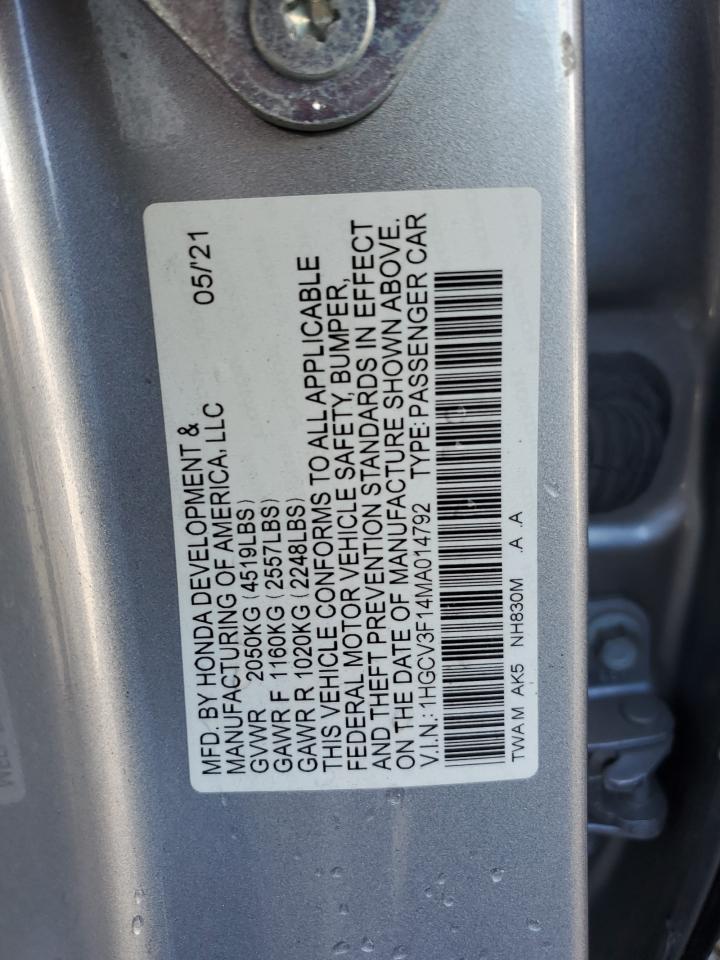 MFD. BY HONDA DEVELOPMENT & 05/'21
MANUFACTURING OF AMERICA, LLC
GVWR 2050KG (4519LBS)
GAWR F 1160KG (2557LBS)
GAWR R 1020KG (2248LBS)
THIS VEHICLE CONFORMS TO ALL APPLICABLE
FEDERAL MOTOR VEHICLE SAFETY, BUMPER,
AND THEFT PREVENTION STANDARDS IN EFFECT
ON THE DATE OF MANUFACTURE SHOWN ABOVE.
V.I.N.: 1HGCV3F14MA014792 TYPE: PASSENGER CAR
TWA M AK5 NH830M .A .A